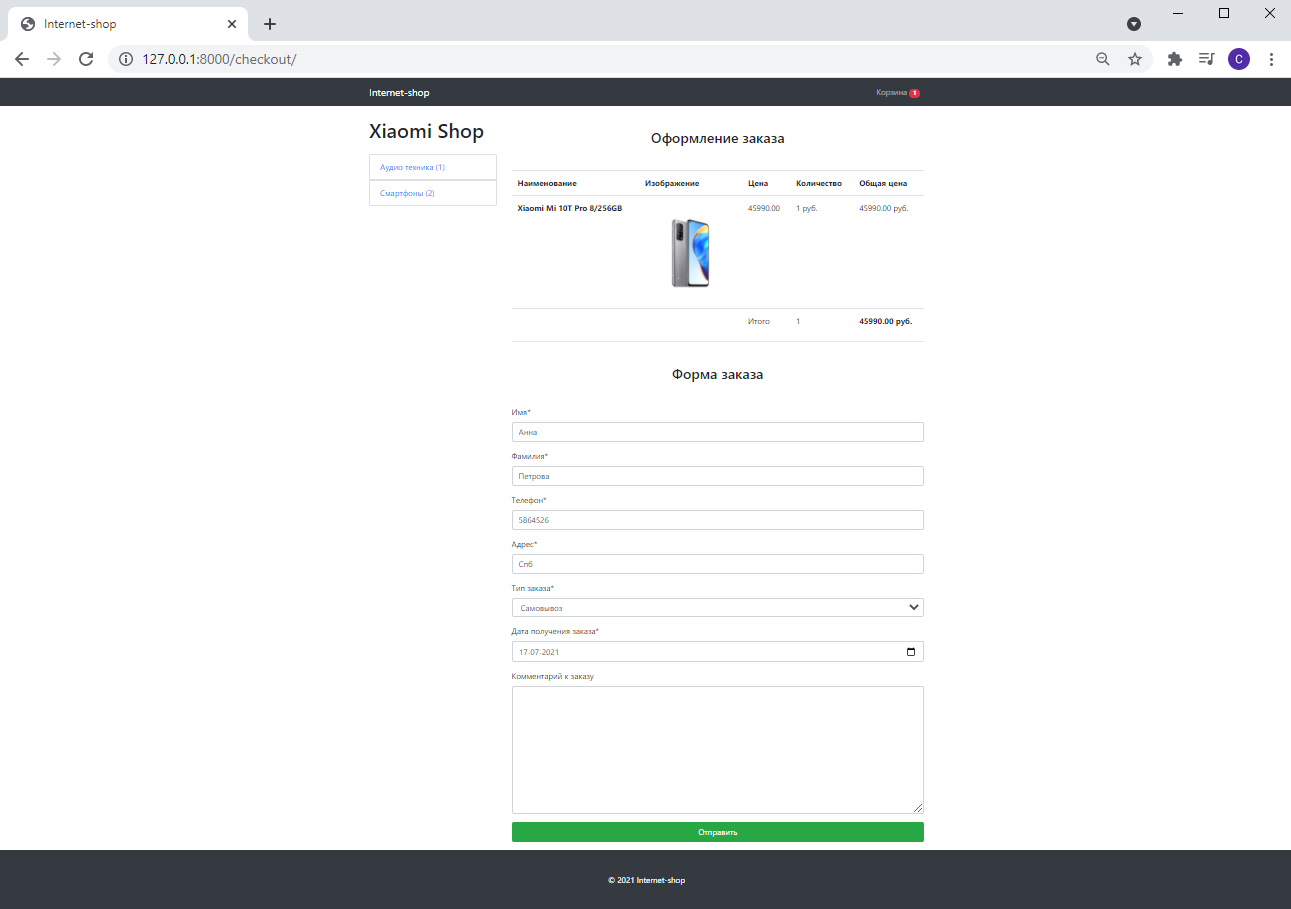 Internet-shop
127.0.0.1:8000/checkout/
C
Internet-shop
Корзина 1
Xiaomi Shop
Аудио техника (1)
Смартфоны (2)
Оформление заказа
Наименование Изображение Цена Количество Общая цена
Xiaomi Mi 10T Pro 8/256GB 45990.00 1 руб. 45990.00 руб.
Итого 1 45990.00 руб.
Форма заказа
Имя*
Анна
Фамилия*
Петрова
Телефон*
5864526
Адрес*
Спб
Тип заказа*
Самовывоз
Дата получения заказа*
17-07-2021
Комментарий к заказу
Отправить
© 2021 Internet-shop